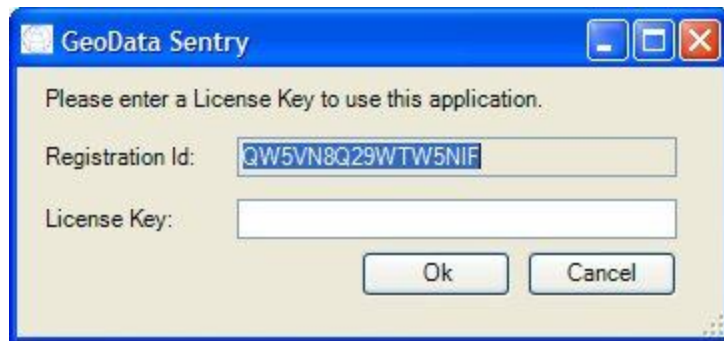 GeoData Sentry
Please enter a License Key to use this application.
Registration Id: QW5VN8Q29WTW5NIF
License Key:
Ok Cancel